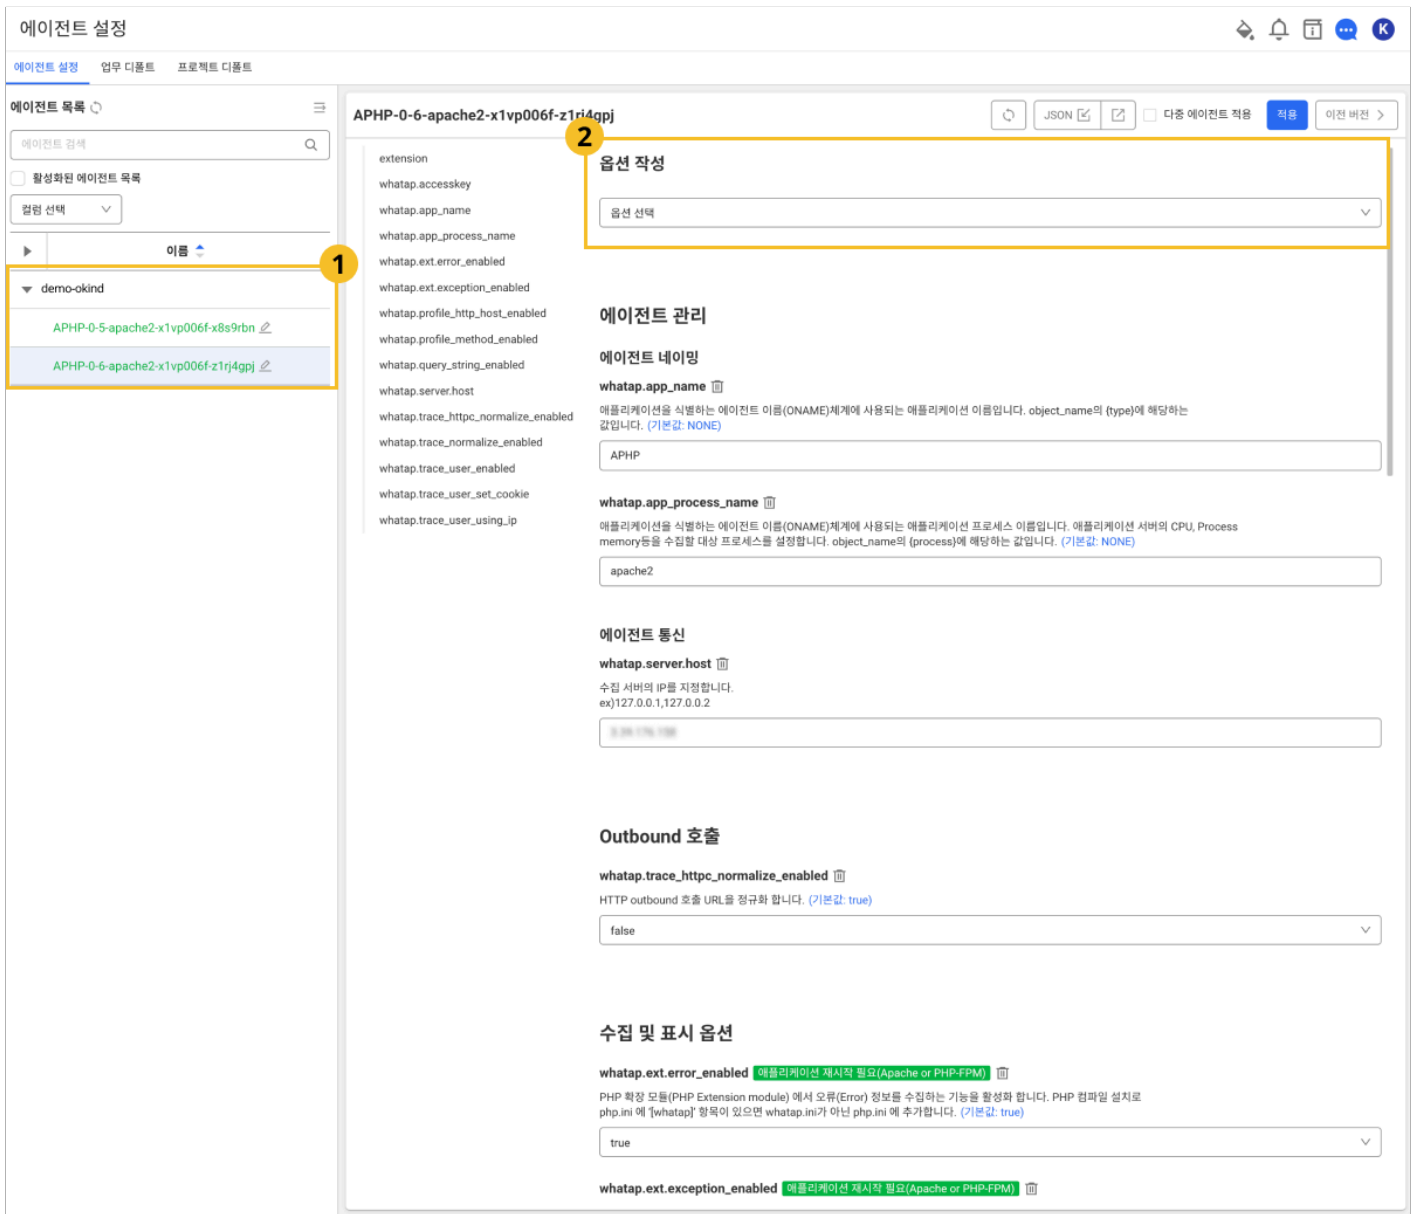 에이전트 설정
K
에이전트 설정 업무 디폴트 프로젝트 디폴트
에이전트 목록
에이전트 검색
활성화된 에이전트 목록
컬럼 선택
이름
1
demo-okind
APHP-0-5-apache2-x1vp006f-x8s9rbn
APHP-0-6-apache2-x1vp006f-z1rj4gpj
APHP-0-6-apache2-x1vp006f-z1rj4gpj
JSON
다중 에이전트 적용
적용
이전 버전
2
extension
whatap.accesskey
whatap.app_name
whatap.app_process_name
whatap.ext.error_enabled
whatap.ext.exception_enabled
whatap.profile_http_host_enabled
whatap.profile_method_enabled
whatap.query_string_enabled
whatap.server.host
whatap.trace_httpc_normalize_enabled
whatap.trace_normalize_enabled
whatap.trace_user_enabled
whatap.trace_user_set_cookie
whatap.trace_user_using_ip
옵션 작성
옵션 선택
에이전트 관리
에이전트 네이밍
whatap.app_name
애플리케이션을 식별하는 에이전트 이름(ONAME)체계에 사용되는 애플리케이션 이름입니다. object_name의 {type}에 해당하는
값입니다. (기본값: NONE)
APHP
whatap.app_process_name
애플리케이션을 식별하는 에이전트 이름(ONAME)체계에 사용되는 애플리케이션 프로세스 이름입니다. 애플리케이션 서버의 CPU, Process
memory등을 수집할 대상 프로세스를 설정합니다. object_name의 {process}에 해당하는 값입니다. (기본값: NONE)
apache2
에이전트 통신
whatap.server.host
수집 서버의 IP를 지정합니다.
ex)127.0.0.1,127.0.0.2
Outbound 호출
whatap.trace_httpc_normalize_enabled
HTTP outbound 호출 URL을 정규화 합니다. (기본값: true)
false
수집 및 표시 옵션
whatap.ext.error_enabled 애플리케이션 재시작 필요(Apache or PHP-FPM)
PHP 확장 모듈(PHP Extension module) 에서 오류(Error) 정보를 수집하는 기능을 활성화 합니다. PHP 컴파일 설치로
php.ini 에 '[whatap]' 항목이 있으면 whatap.ini가 아닌 php.ini 에 추가합니다. (기본값: true)
true
whatap.ext.exception_enabled 애플리케이션 재시작 필요(Apache or PHP-FPM)